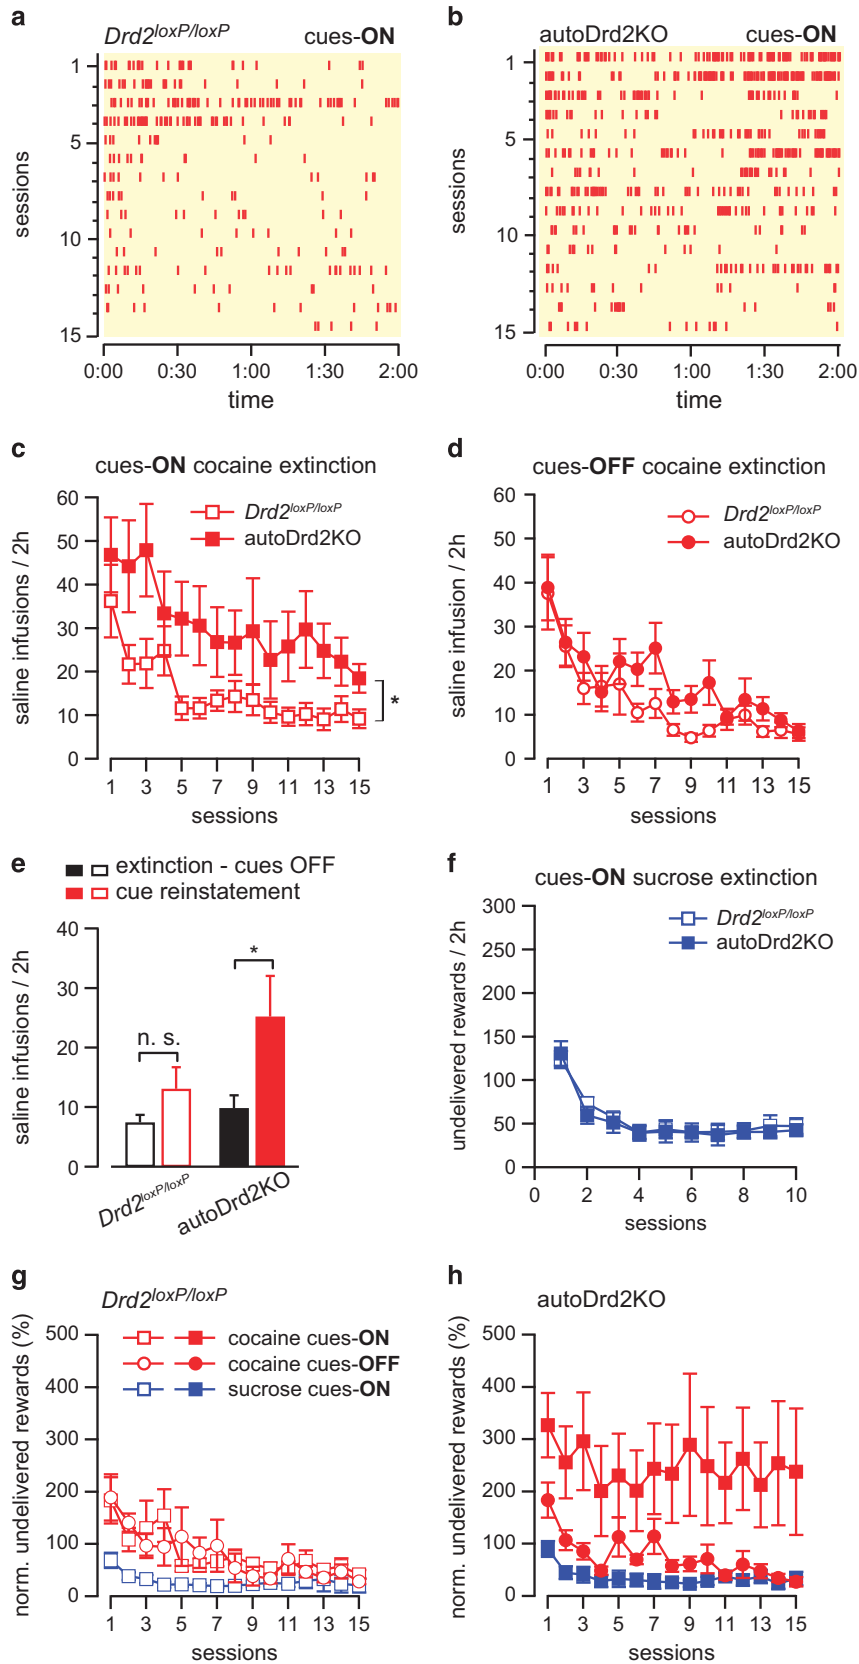 a
Drd2loxP/loxP cues-ON
1
5
10
15
sessions
0:00 0:30 1:00 1:30 2:00
time
b
autoDrd2KO cues-ON
1
5
10
15
sessions
0:00 0:30 1:00 1:30 2:00
time
c
cues-ON cocaine extinction
60
50
40
30
20
10
0
saline infusions / 2h
Drd2loxP/loxP
autoDrd2KO
*
1 3 5 7 9 11 13 15
sessions
d
cues-OFF cocaine extinction
60
50
40
30
20
10
0
saline infusion / 2h
Drd2loxP/loxP
autoDrd2KO
1 3 5 7 9 11 13 15
sessions
e
extinction - cues OFF
cue reinstatement
40
30
20
10
0
saline infusions / 2h
n. s.
*
Drd2loxP/loxP
autoDrd2KO
f
cues-ON sucrose extinction
300
250
200
150
100
50
0
undelivered rewards / 2h
Drd2loxP/loxP
autoDrd2KO
0 2 4 6 8 10
sessions
g
Drd2loxP/loxP
500
400
300
200
100
0
norm. undelivered rewards (%)
cocaine cues-ON
cocaine cues-OFF
sucrose cues-ON
1 3 5 7 9 11 13 15
sessions
h
autoDrd2KO
500
400
300
200
100
0
norm. undelivered rewards (%)
1 3 5 7 9 11 13 15
sessions